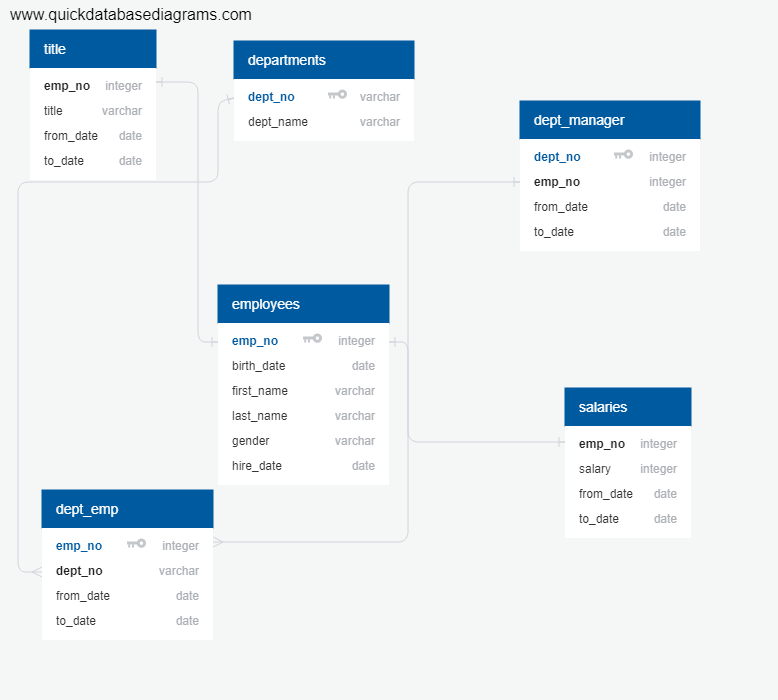 www.quickdatabasediagrams.com
title
emp_no integer
title varchar
from_date date
to_date date
departments
dept_no varchar
dept_name varchar
dept_manager
dept_no integer
emp_no integer
from_date date
to_date date
employees
emp_no integer
birth_date date
first_name varchar
last_name varchar
gender varchar
hire_date date
salaries
emp_no integer
salary integer
from_date date
to_date date
dept_emp
emp_no integer
dept_no varchar
from_date date
to_date date